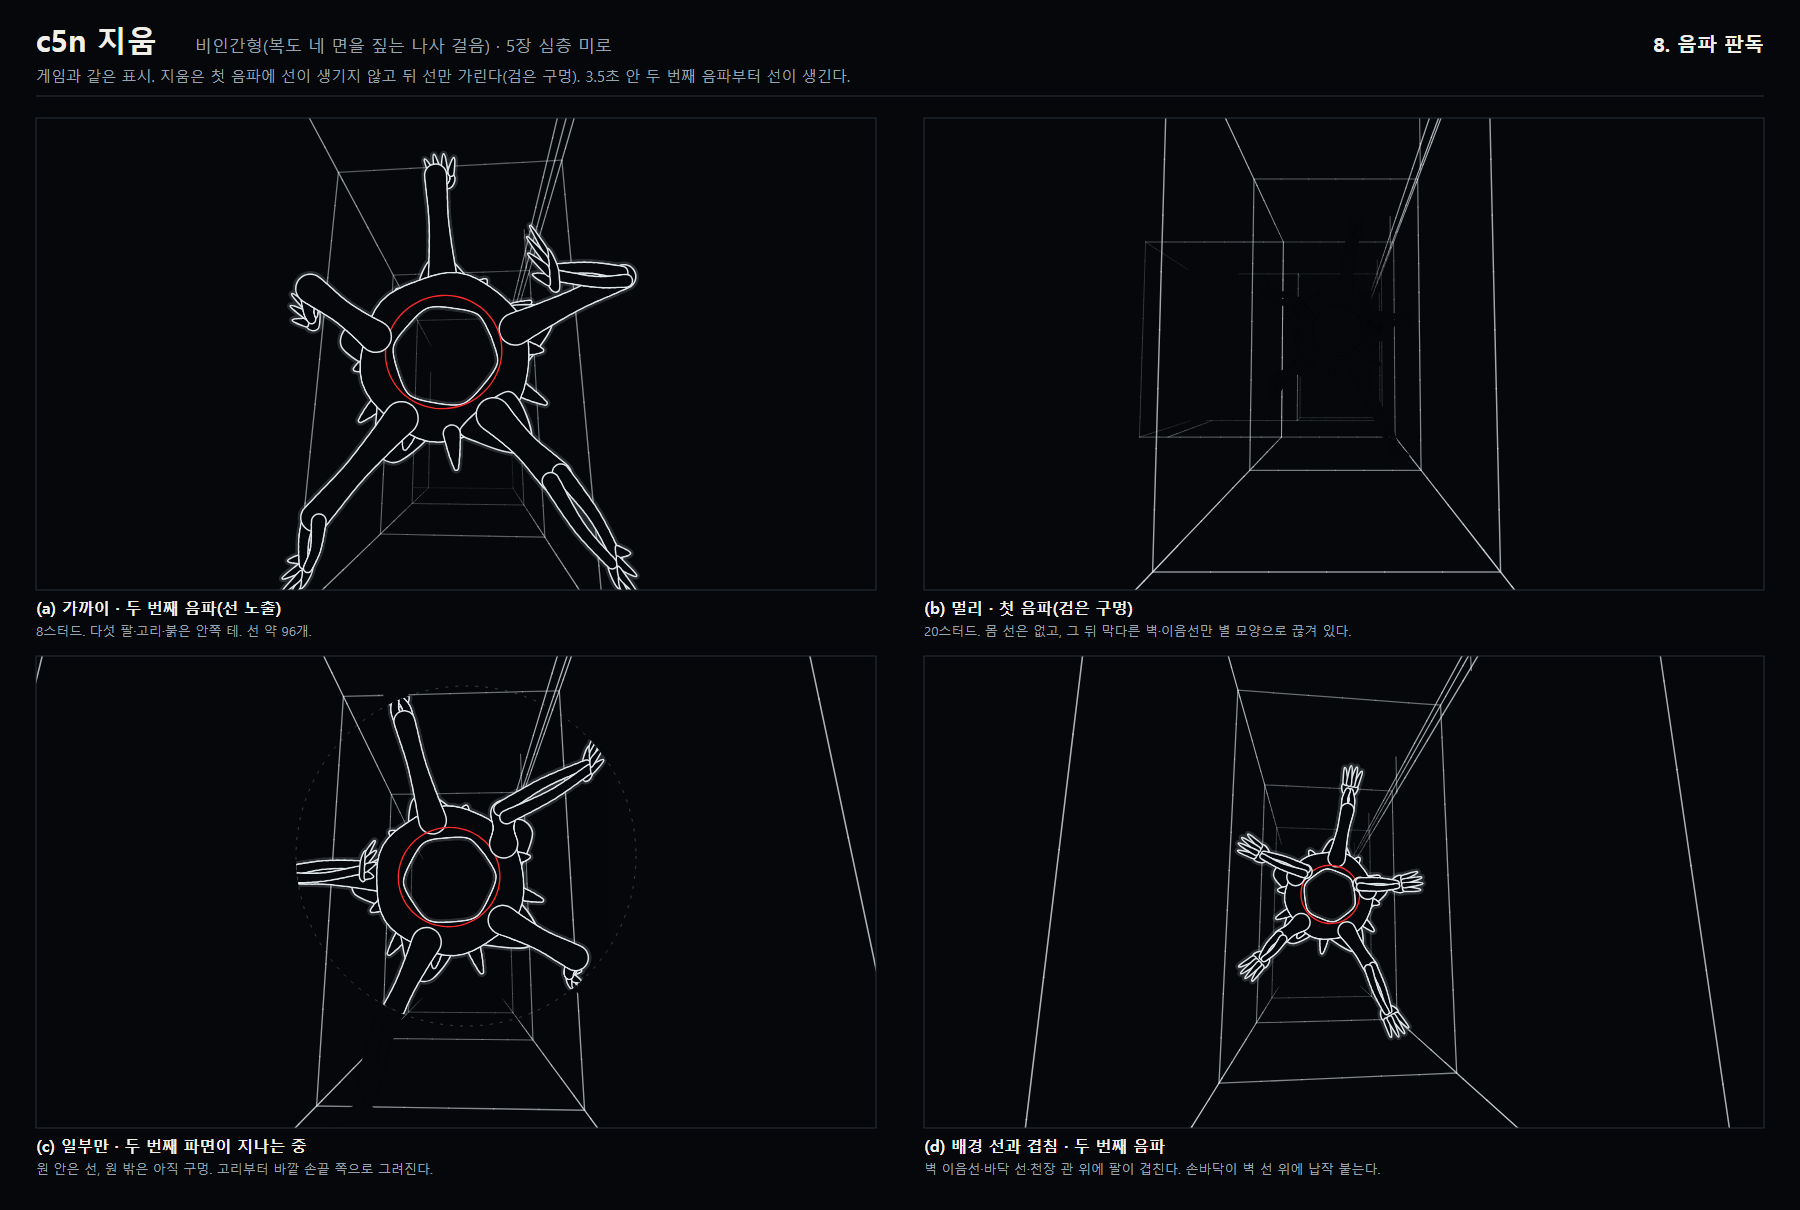 c5n 지움
비인간형(복도 네 면을 짚는 나사 걸음) · 5장 심층 미로
8. 음파 판독
게임과 같은 표시. 지움은 첫 음파에 선이 생기지 않고 뒤 선만 가린다(검은 구멍). 3.5초 안 두 번째 음파부터 선이 생긴다.
(a) 가까이 · 두 번째 음파(선 노출)
8스터드. 다섯 팔·고리·붉은 안쪽 테. 선 약 96개.
(b) 멀리 · 첫 음파(검은 구멍)
20스터드. 몸 선은 없고, 그 뒤 막다른 벽·이음선만 별 모양으로 끊겨 있다.
(c) 일부만 · 두 번째 파면이 지나는 중
원 안은 선, 원 밖은 아직 구멍. 고리부터 바깥 손끝 쪽으로 그려진다.
(d) 배경 선과 겹침 · 두 번째 음파
벽 이음선·바닥 선·천장 관 위에 팔이 겹친다. 손바닥이 벽 선 위에 납작 붙는다.